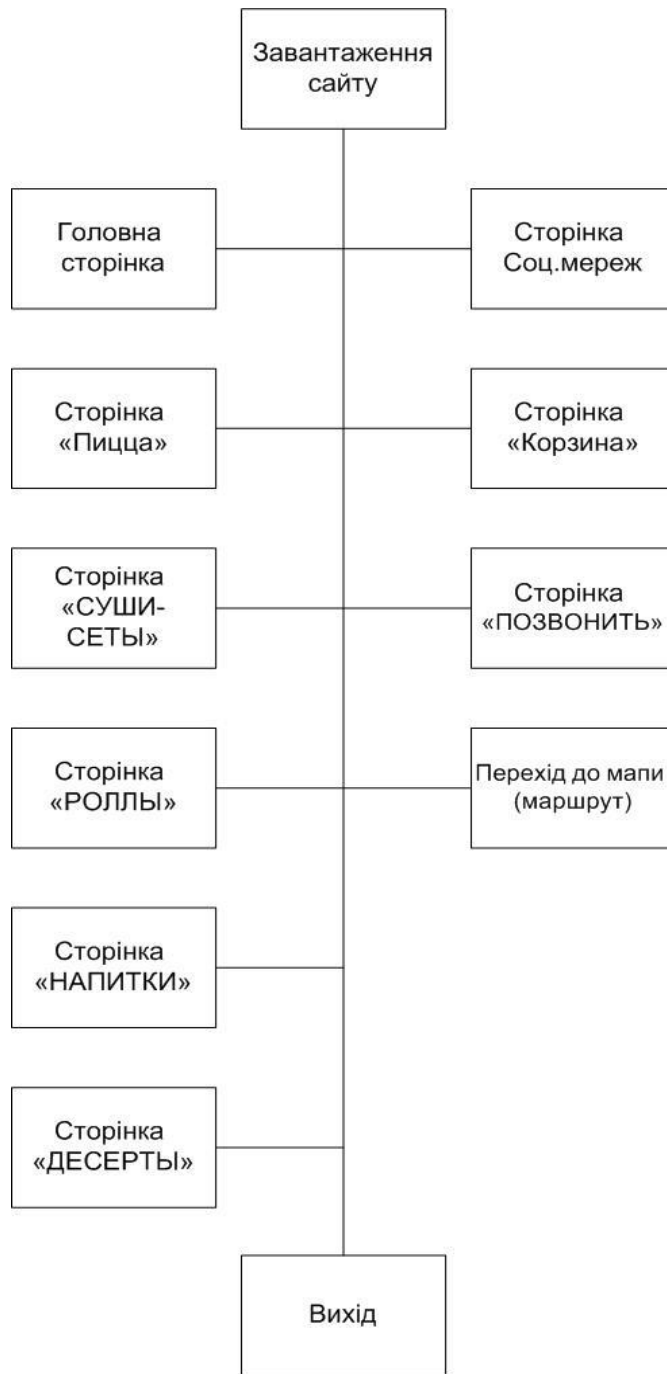 Завантаження
сайту
Головна
сторінка
Сторінка
Соц.мереж
Сторінка
«Пицца»
Сторінка
«Корзина»
Сторінка
«СУШИ-
СЕТЫ»
Сторінка
«ПОЗВОНИТЬ»
Сторінка
«РОЛЛЫ»
Перехід до мапи
(маршрут)
Сторінка
«НАПИТКИ»
Сторінка
«ДЕСЕРТЫ»
Вихід